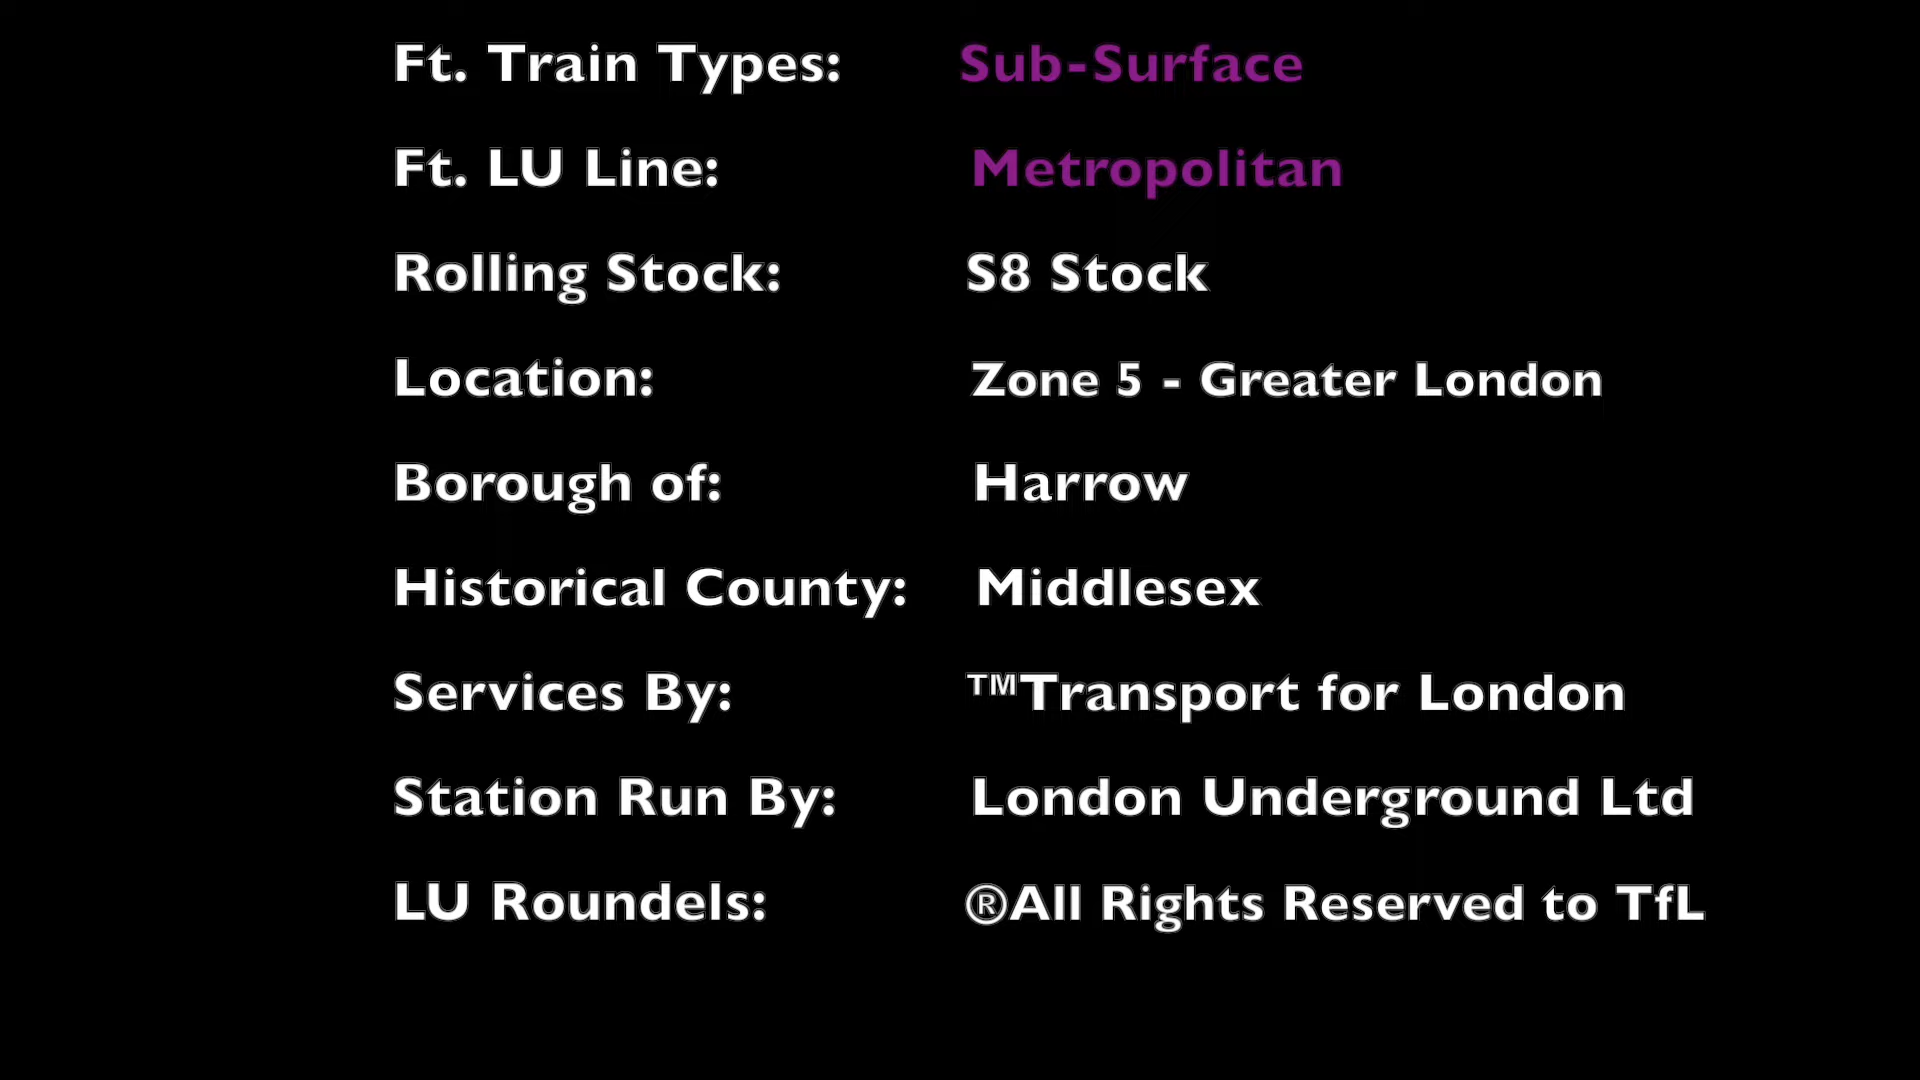 Ft. Train Types: Sub-Surface
Ft. LU Line: Metropolitan
Rolling Stock: S8 Stock
Location: Zone 5 - Greater London
Borough of: Harrow
Historical County: Middlesex
Services By: ™Transport for London
Station Run By: London Underground Ltd
LU Roundels: ®All Rights Reserved to TfL